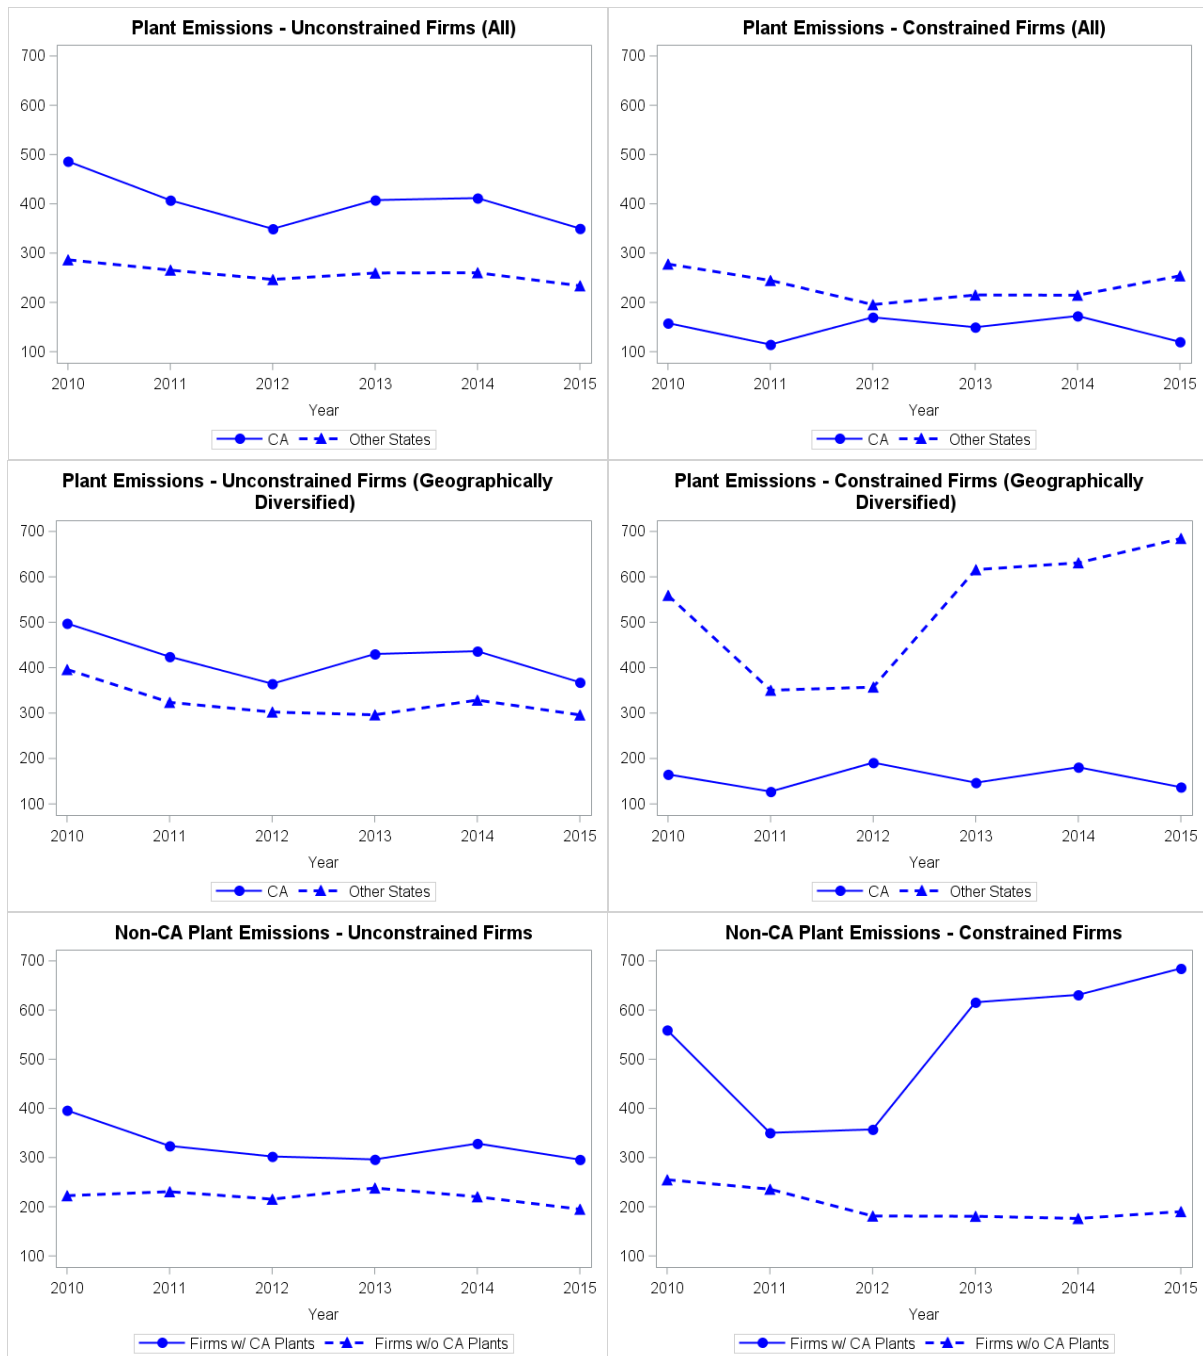 Plant Emissions - Unconstrained Firms (All)
700
600
500
400
300
200
100
2010 2011 2012 2013 2014 2015
Year
CA Other States
Plant Emissions - Constrained Firms (All)
700
600
500
400
300
200
100
2010 2011 2012 2013 2014 2015
Year
CA Other States
Plant Emissions - Unconstrained Firms (Geographically
Diversified)
700
600
500
400
300
200
100
2010 2011 2012 2013 2014 2015
Year
CA Other States
Plant Emissions - Constrained Firms (Geographically
Diversified)
700
600
500
400
300
200
100
2010 2011 2012 2013 2014 2015
Year
CA Other States
Non-CA Plant Emissions - Unconstrained Firms
700
600
500
400
300
200
100
2010 2011 2012 2013 2014 2015
Year
Firms w/ CA Plants Firms w/o CA Plants
Non-CA Plant Emissions - Constrained Firms
700
600
500
400
300
200
100
2010 2011 2012 2013 2014 2015
Year
Firms w/ CA Plants Firms w/o CA Plants